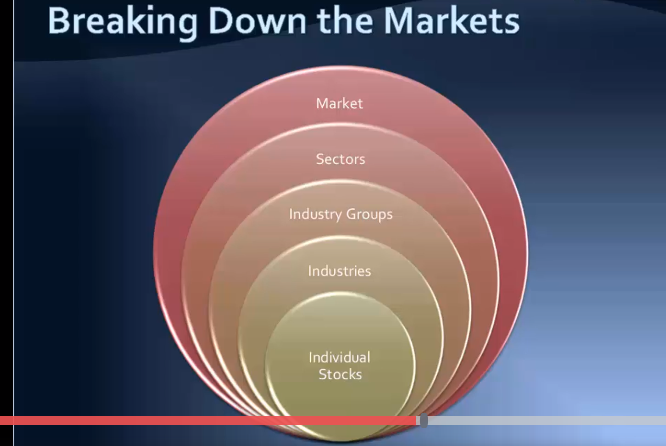 Breaking Down the Markets
Market
Sectors
Industry Groups
Industries
Individual
Stocks